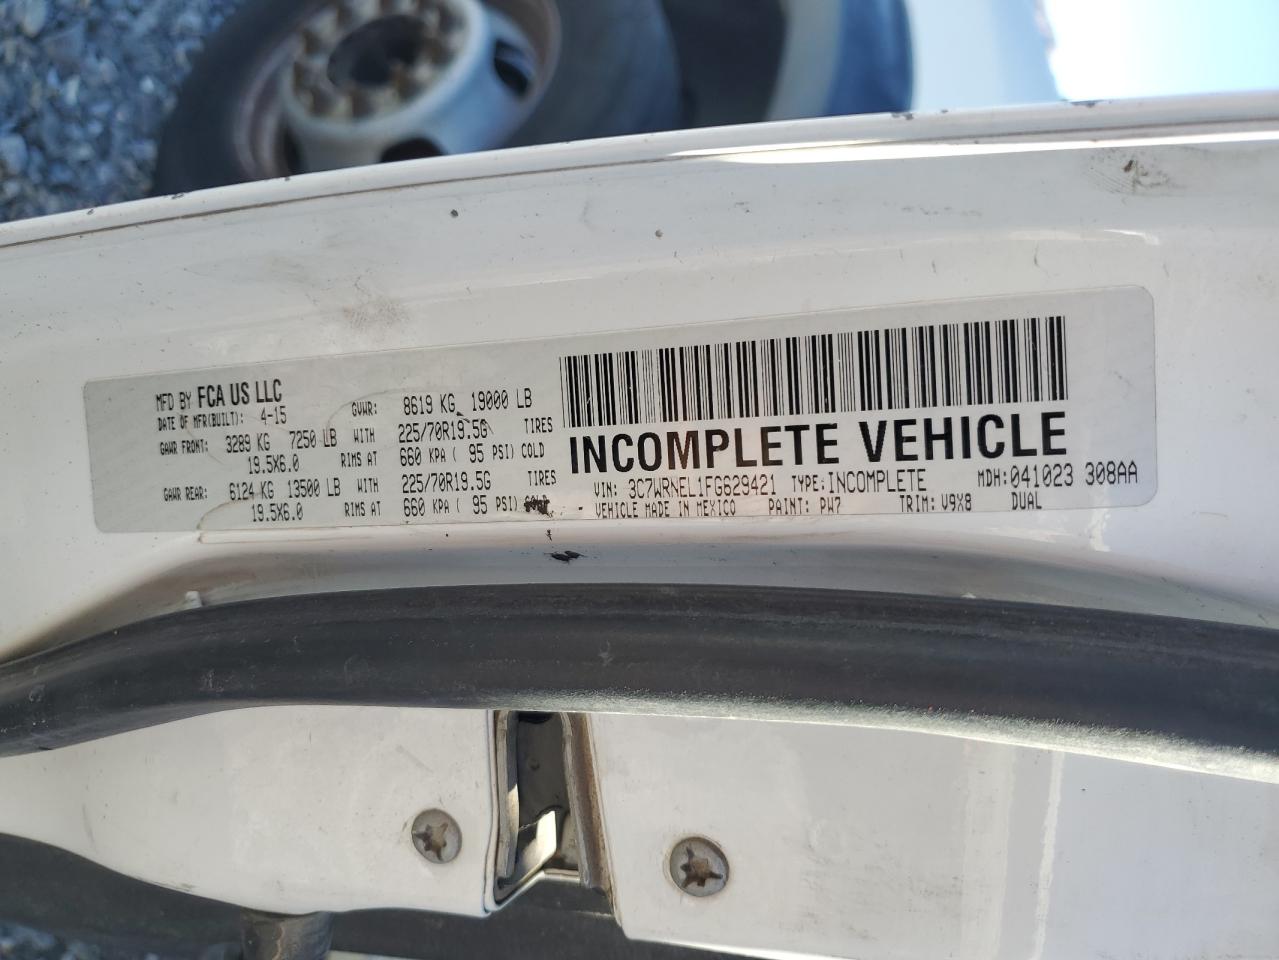 MFD BY FCA US LLC
DATE OF MFR(BUILT): 4-15 GVWR: 8619 KG 19000 LB
GAWR FRONT: 3289 KG 7250 LB WITH 225/70R19.5G TIRES
19.5X6.0 RIMS AT 660 KPA ( 95 PSI) COLD
GAWR REAR: 6124 KG 13500 LB WITH 225/70R19.5G TIRES
19.5X6.0 RIMS AT 660 KPA ( 95 PSI) COLD
INCOMPLETE VEHICLE
VIN: 3C7WRNEL1FG629421 TYPE: INCOMPLETE MDH: 041023 308AA
VEHICLE MADE IN MEXICO PAINT: PW7 TRIM: V9X8 DUAL